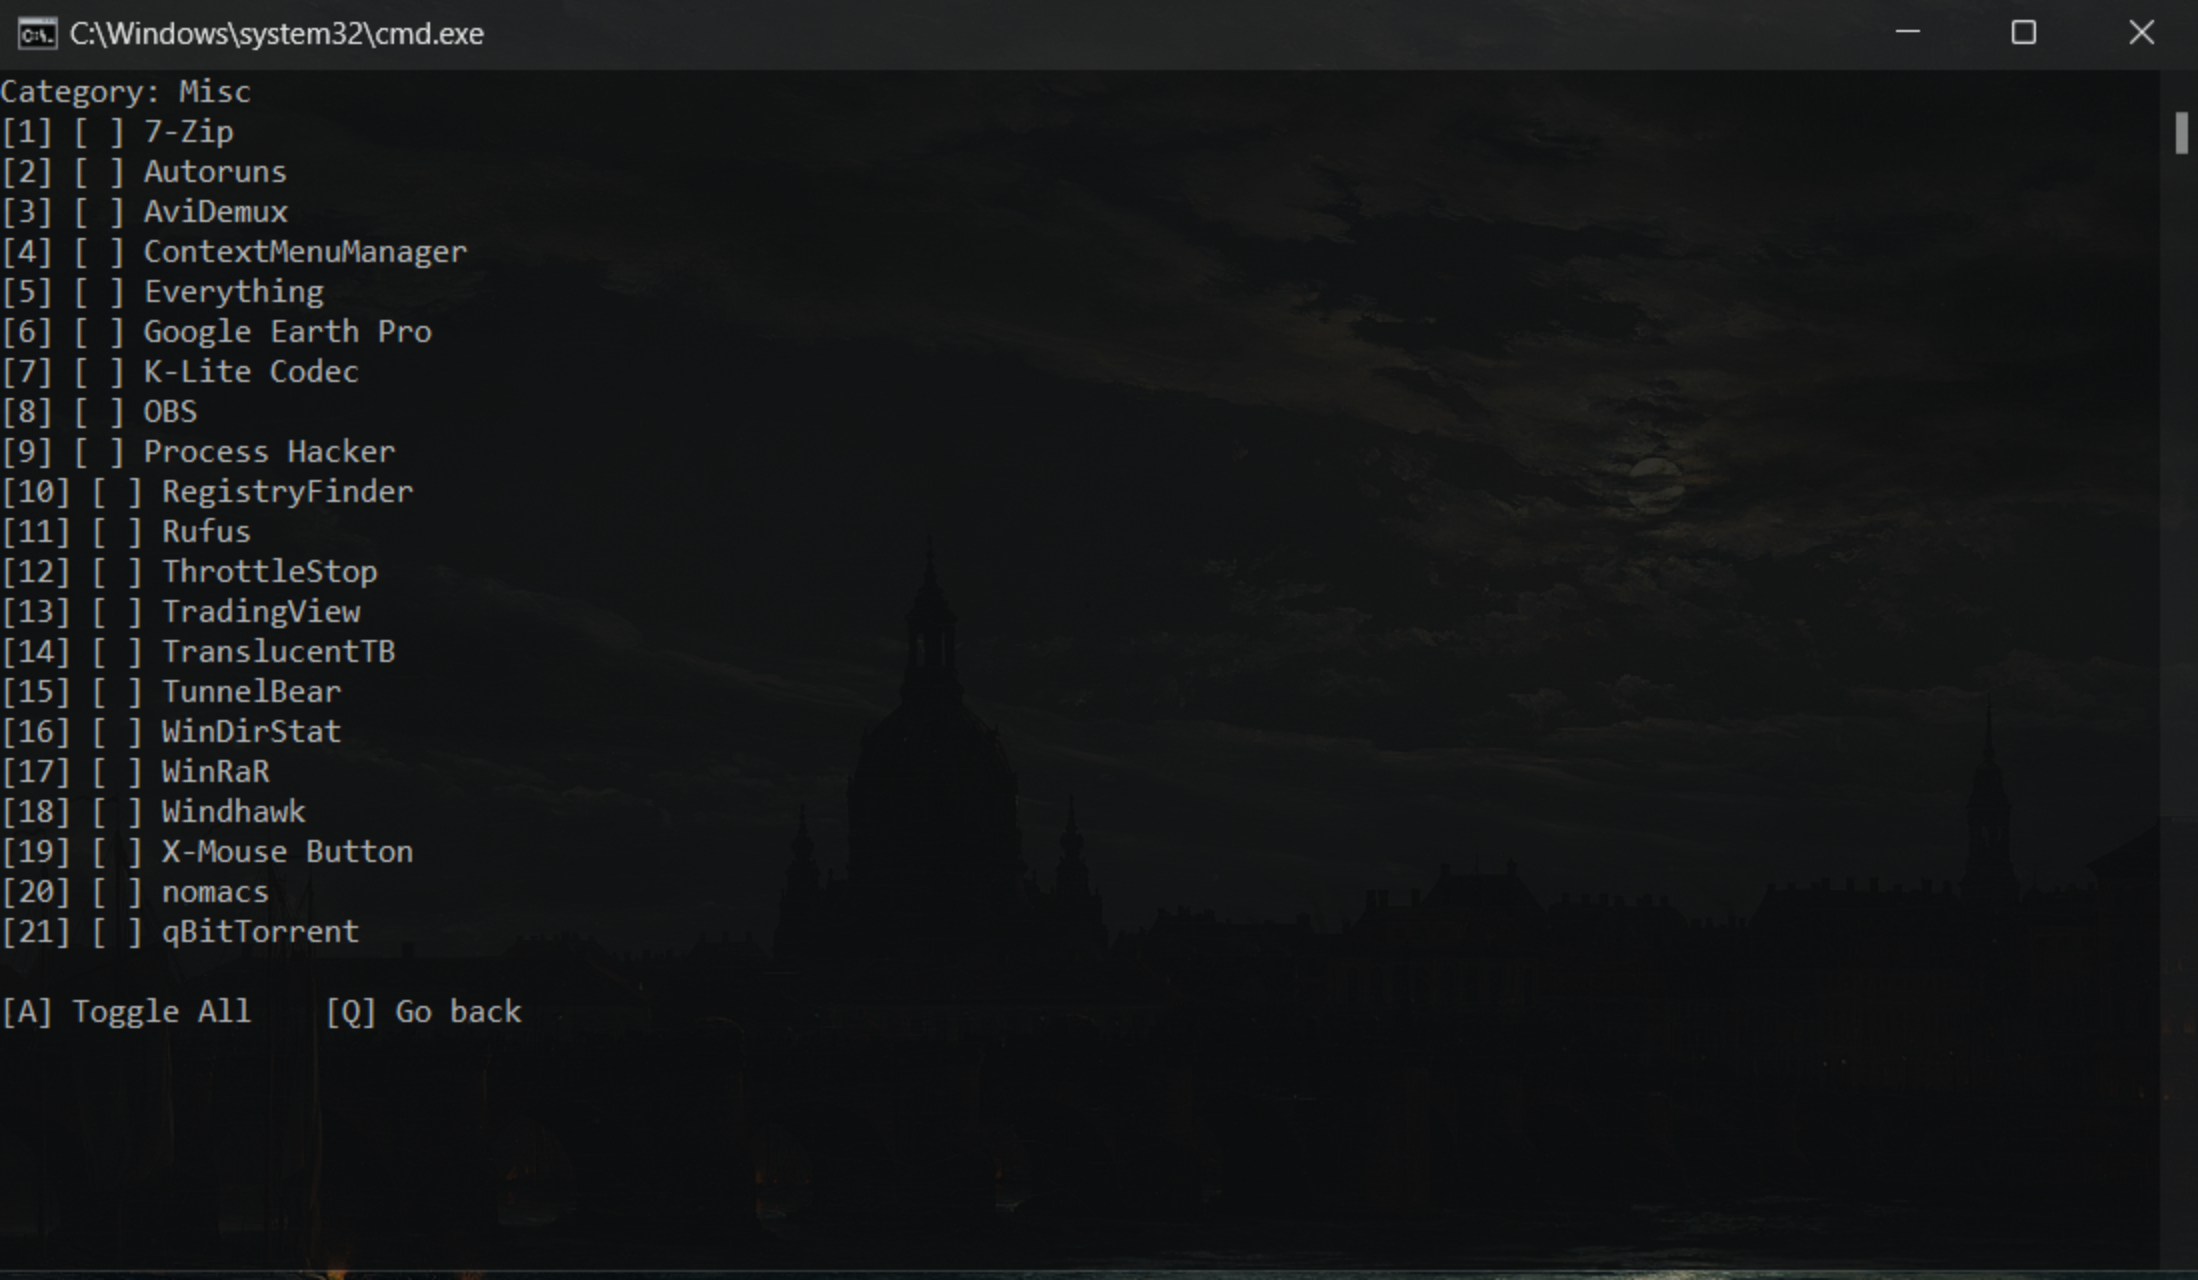 C:\Windows\system32\cmd.exe
Category: Misc
[1] [ ] 7-Zip
[2] [ ] Autoruns
[3] [ ] AviDemux
[4] [ ] ContextMenuManager
[5] [ ] Everything
[6] [ ] Google Earth Pro
[7] [ ] K-Lite Codec
[8] [ ] OBS
[9] [ ] Process Hacker
[10] [ ] RegistryFinder
[11] [ ] Rufus
[12] [ ] ThrottleStop
[13] [ ] TradingView
[14] [ ] TranslucentTB
[15] [ ] TunnelBear
[16] [ ] WinDirStat
[17] [ ] WinRaR
[18] [ ] Windhawk
[19] [ ] X-Mouse Button
[20] [ ] nomacs
[21] [ ] qBitTorrent
[A] Toggle All    [Q] Go back